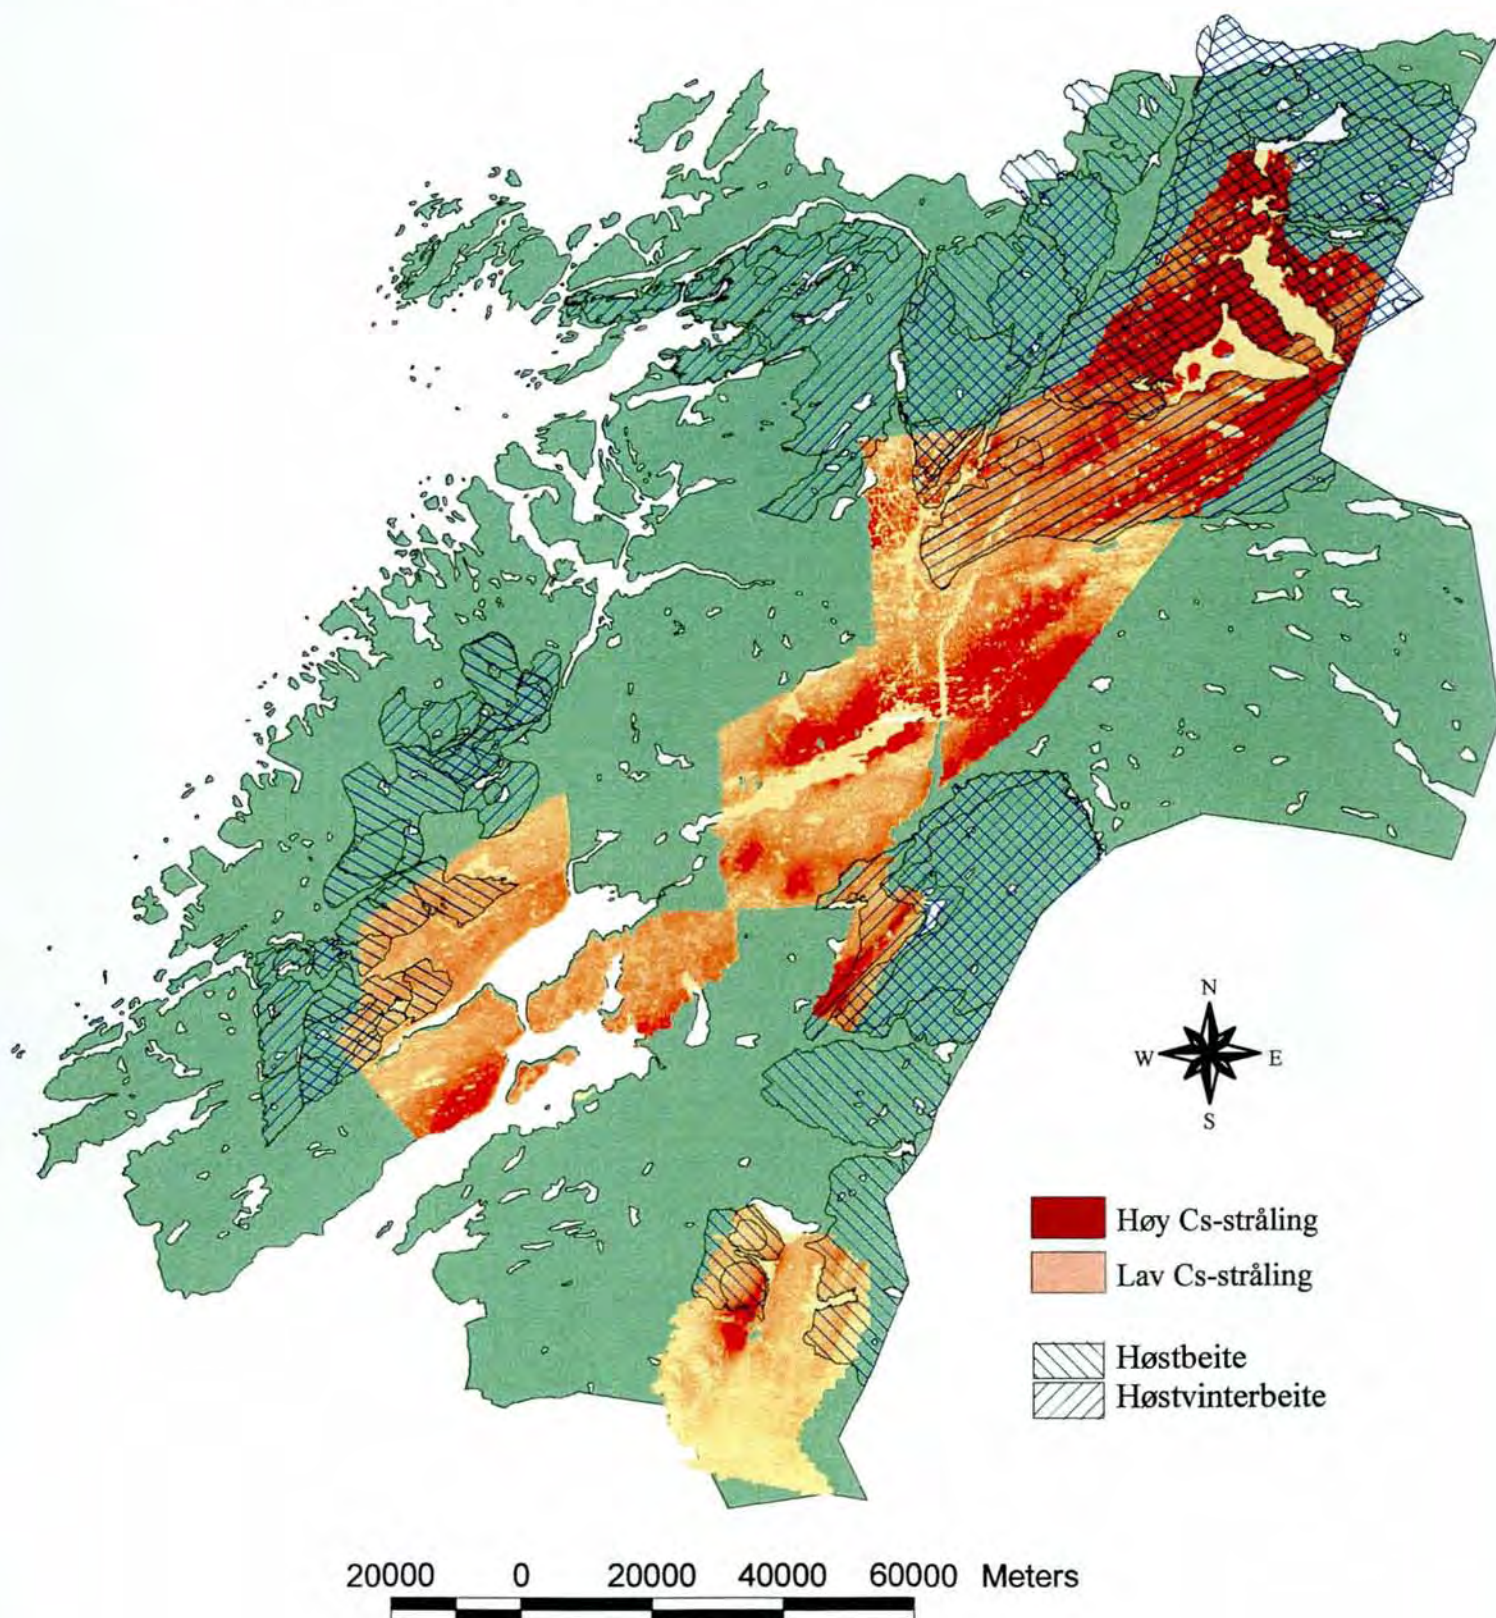 N
W E
S
Høy Cs-stråling
Lav Cs-stråling
Høstbeite
Høstvinterbeite
20000 0 20000 40000 60000 Meters